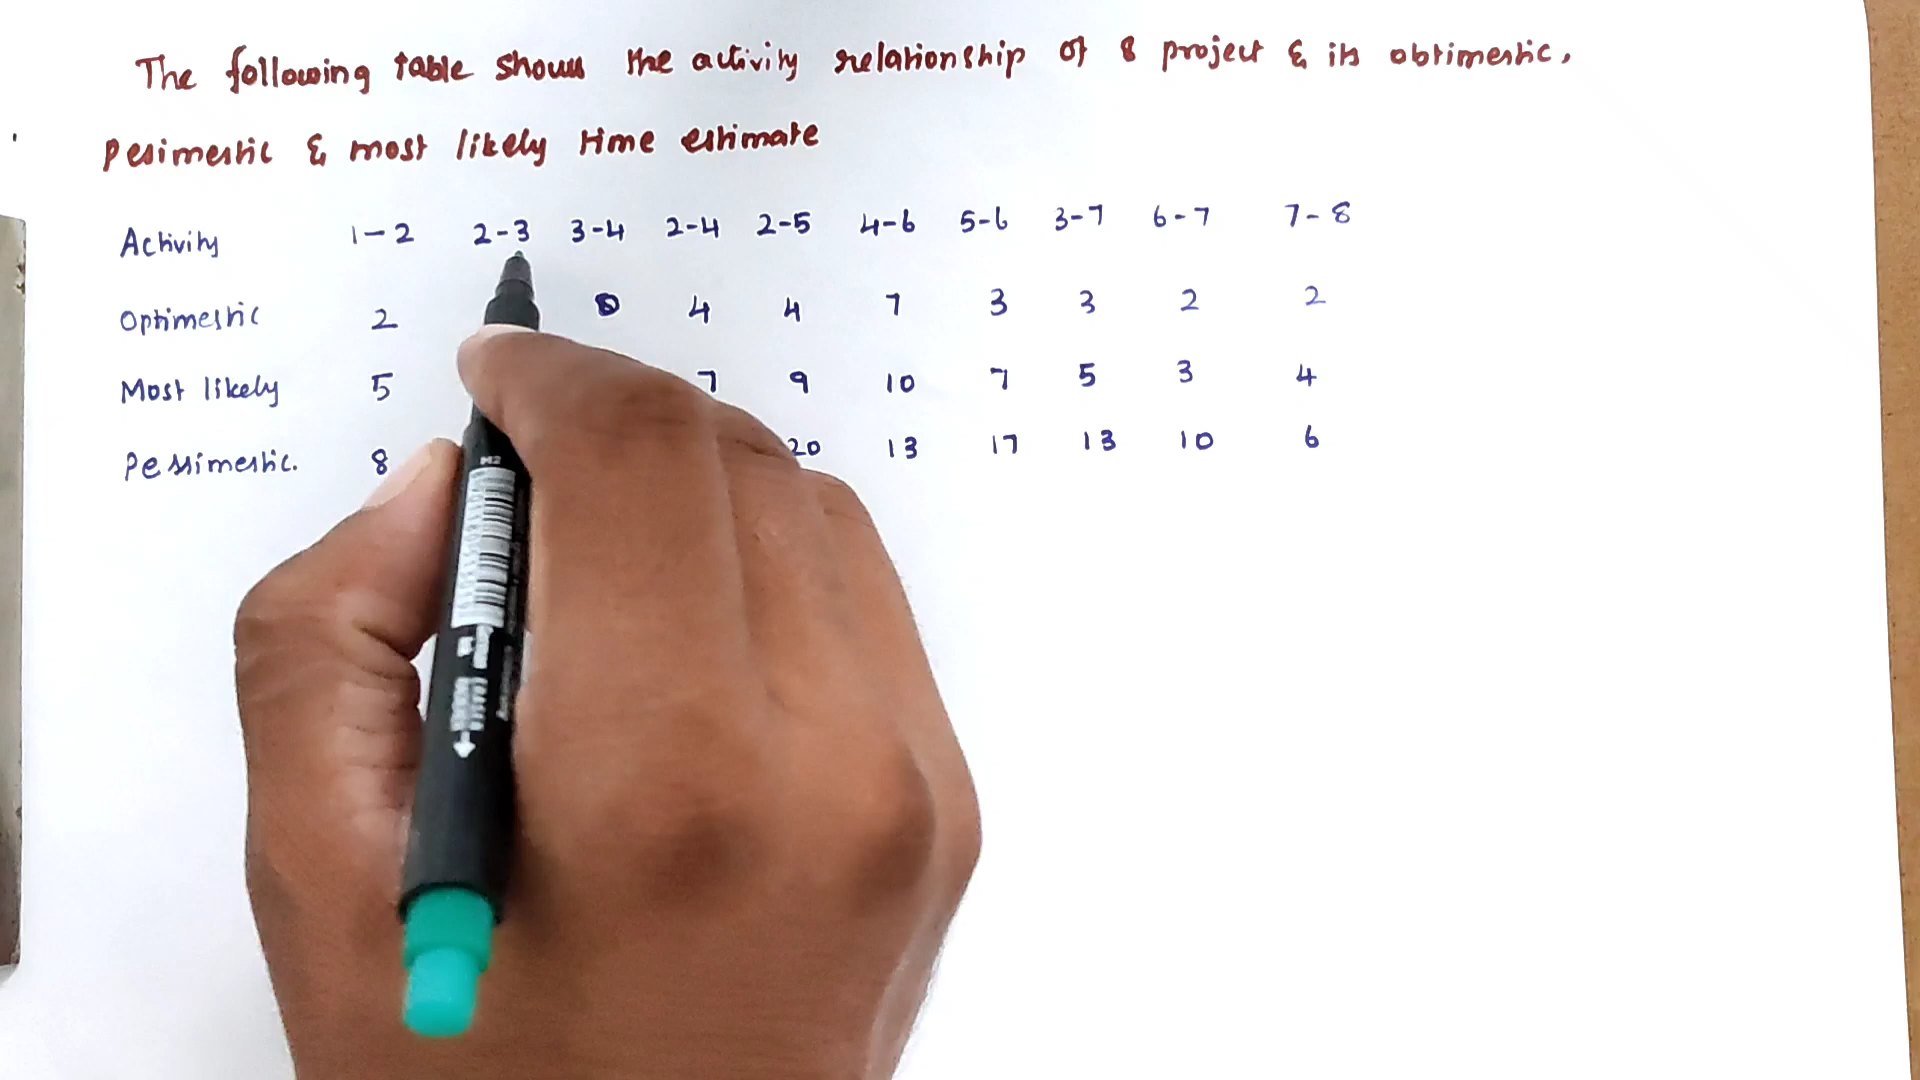 The following table shows the activity relationship of 8 project & its obtimestic,
pesimestic & most likely time estimate
Activity 1-2 2-3 3-4 2-4 2-5 4-6 5-6 3-7 6-7 7-8
Optimestic 2 0 4 4 7 3 3 2 2
Most likely 5 7 9 10 7 5 3 4
Pessimestic. 8 20 13 17 13 10 6
M2